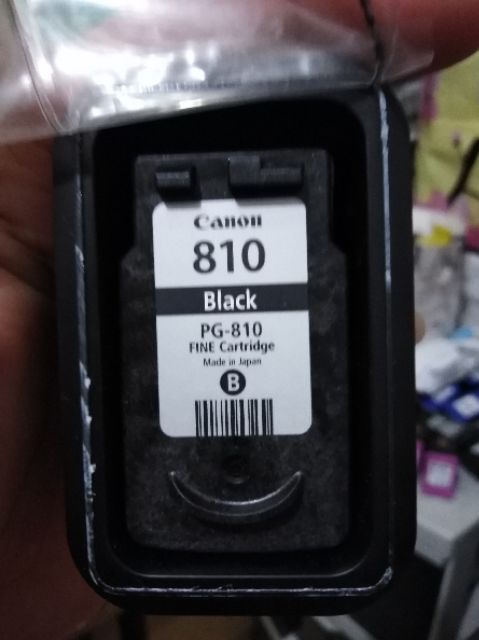 Canon
810
Black
PG-810
FINE Cartridge
Made in Japan
B